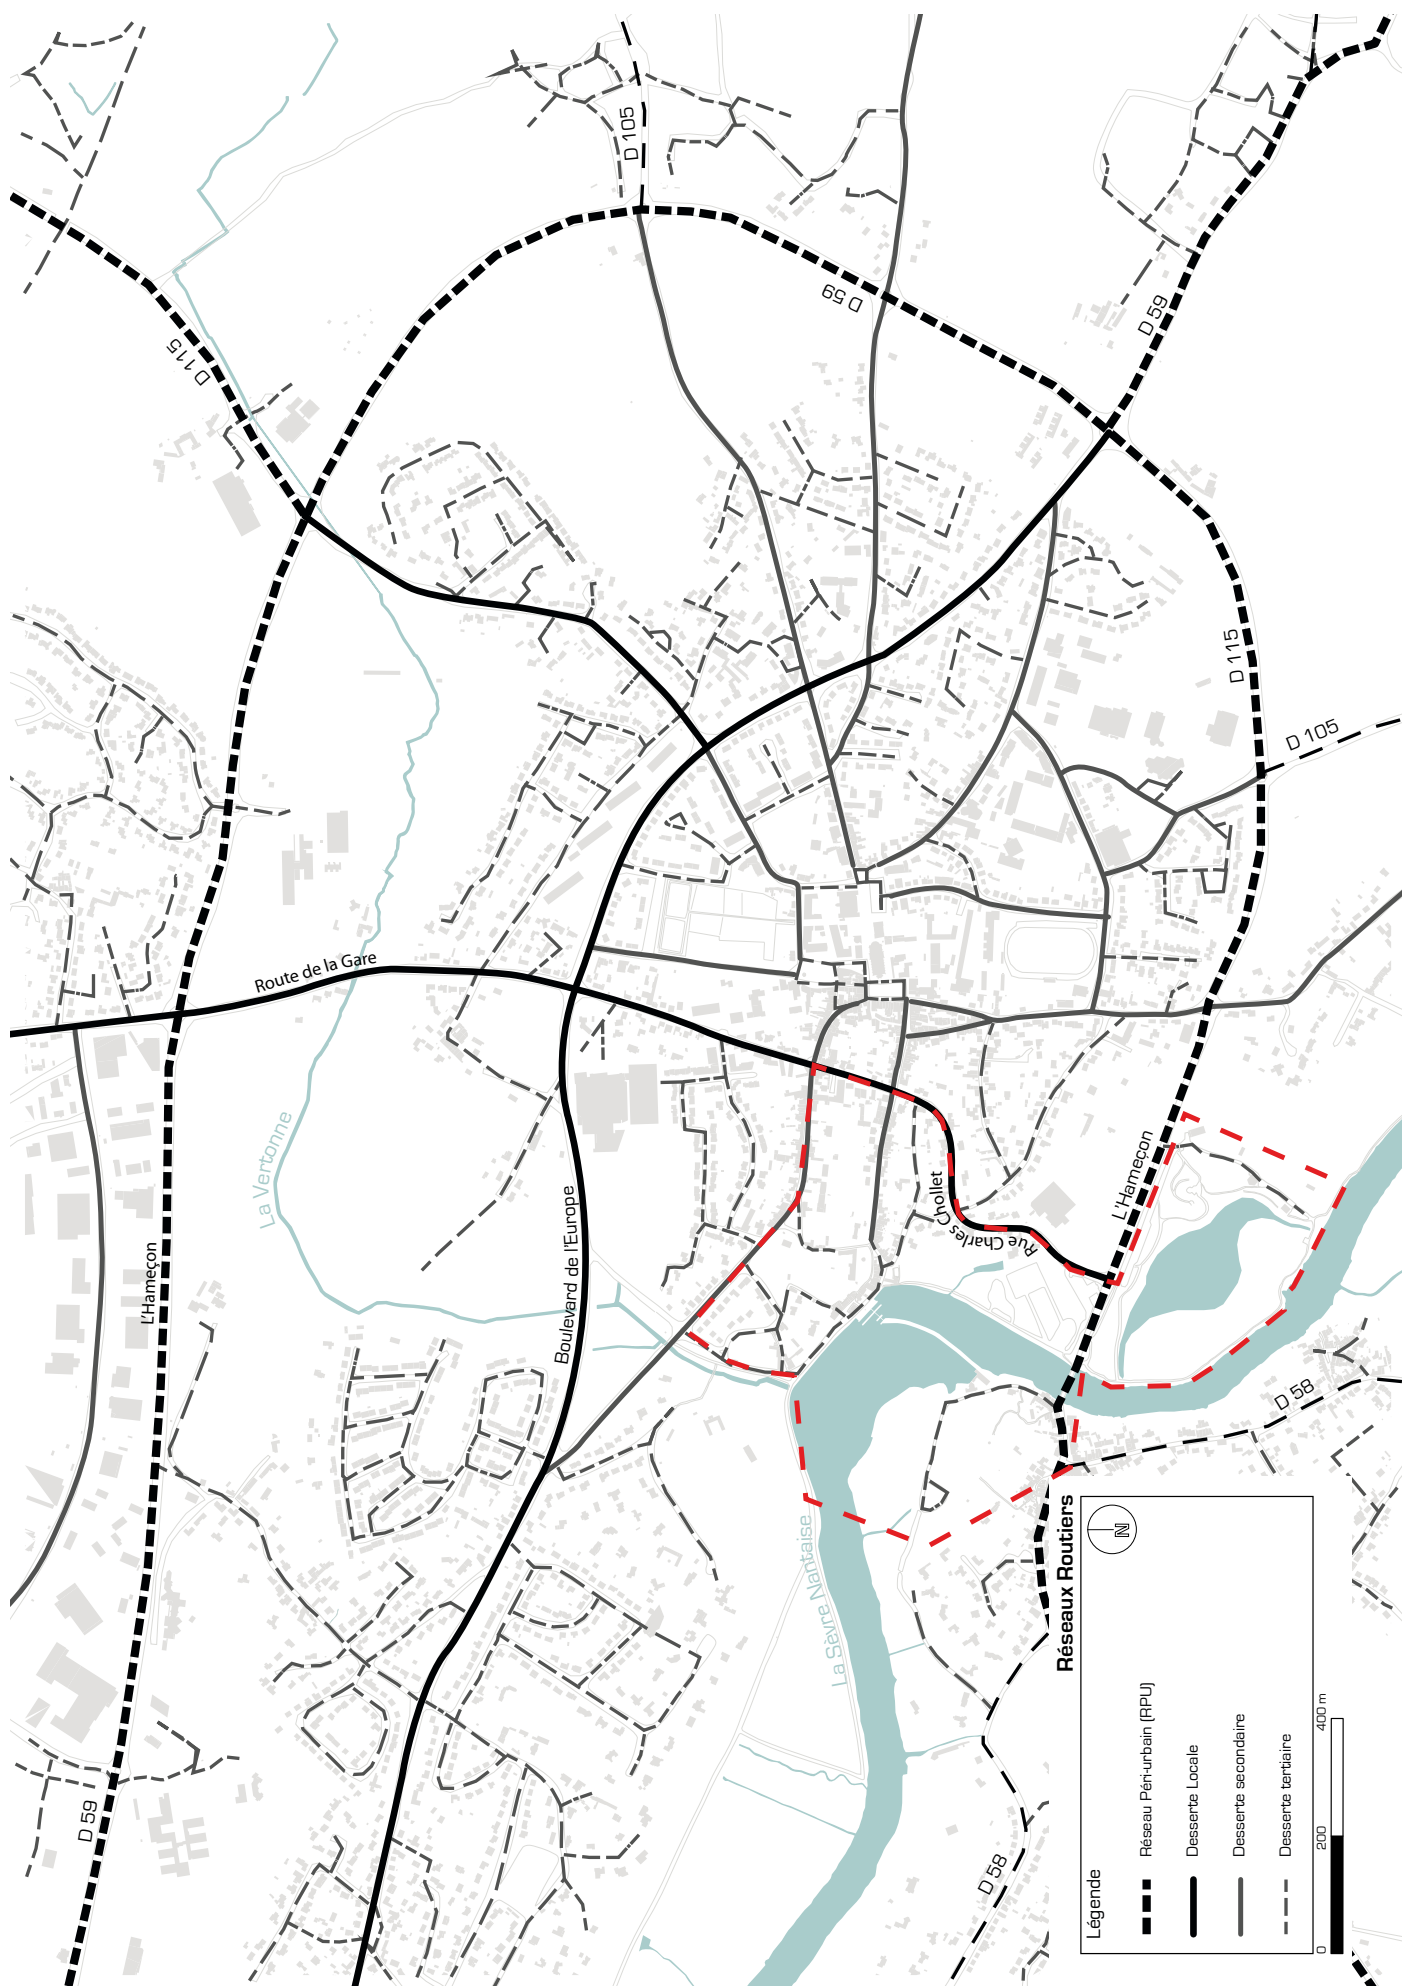 D 105
D 115
D 59
D 59
D 115
D 105
Route de la Gare
La Vertonne
L'Hameçon
L'Hameçon
Rue Charles Chollet
Boulevard de l'Europe
D 58
La Sèvre Nantaise
D 59
D 58
Réseaux Routiers
N
Légende
Réseau Péri-urbain (RPU)
Desserte Locale
Desserte secondaire
Desserte tertiaire
0 200 400 m